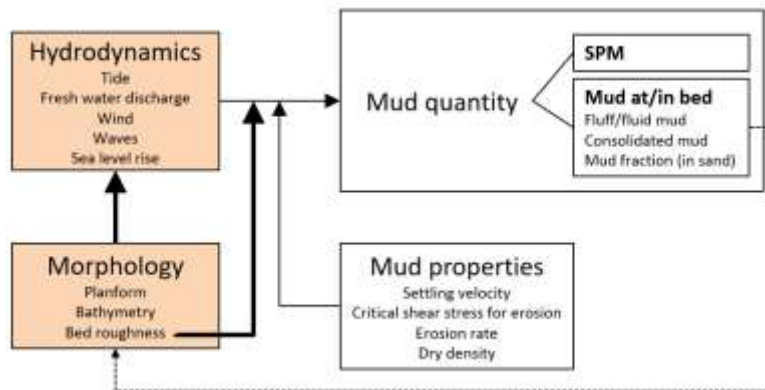 Hydrodynamics
Tide
Fresh water discharge
Wind
Waves
Sea level rise
Mud quantity
SPM
Mud at/in bed
Fluff/fluid mud
Consolidated mud
Mud fraction (in sand)
Morphology
Planform
Bathymetry
Bed roughness
Mud properties
Settling velocity
Critical shear stress for erosion
Erosion rate
Dry density